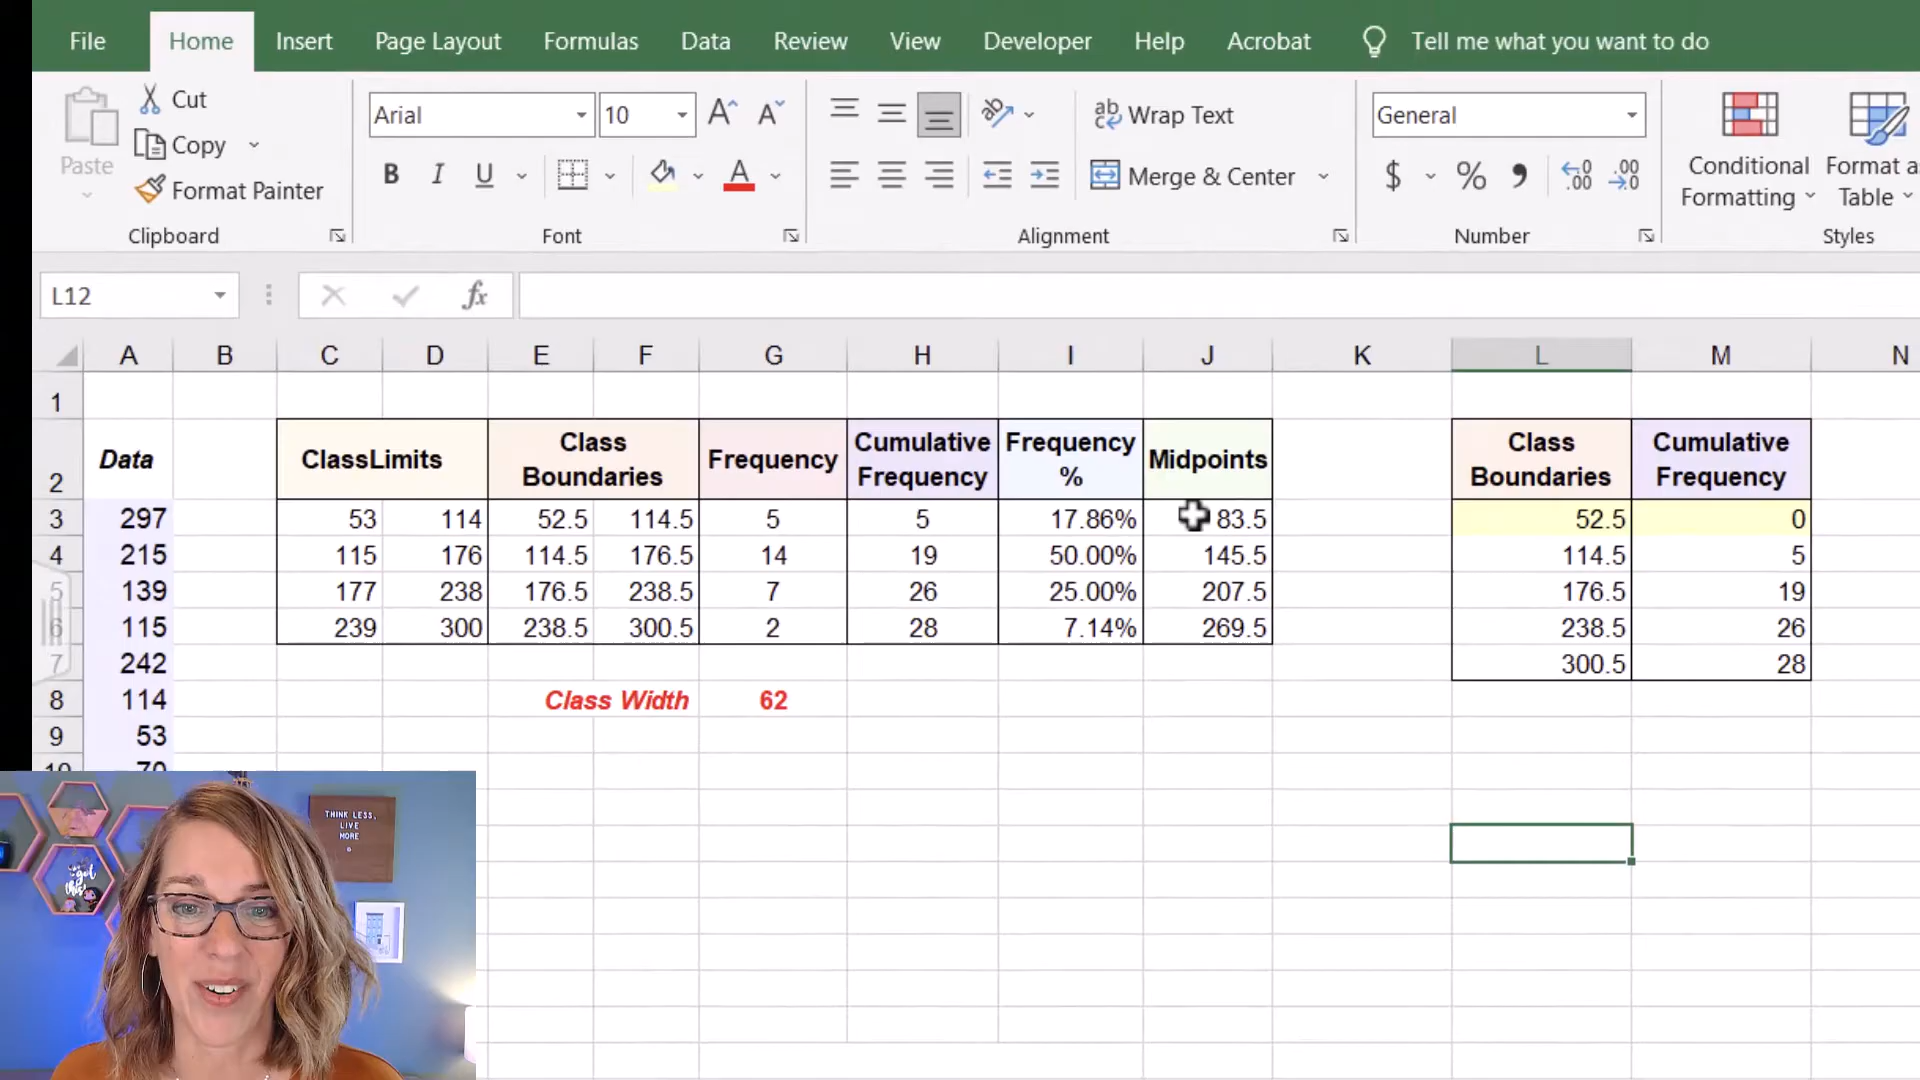 File Home Insert Page Layout Formulas Data Review View Developer Help Acrobat Tell me what you want to do
Paste
Cut
Copy
Format Painter
Clipboard
Arial 10
B I U
Font
Wrap Text
Merge & Center
Alignment
General
$ % ,
Number
Conditional
Formatting
Format as
Table
Styles
L12 fx
A B C D E F G H I J K L M N
1
2 Data ClassLimits Class Boundaries Frequency Cumulative Frequency Frequency % Midpoints Class Boundaries Cumulative Frequency
3 297 53 114 52.5 114.5 5 5 17.86% 83.5 52.5 0
4 215 115 176 114.5 176.5 14 19 50.00% 145.5 114.5 5
5 139 177 238 176.5 238.5 7 26 25.00% 207.5 176.5 19
6 115 239 300 238.5 300.5 2 28 7.14% 269.5 238.5 26
7 242 300.5 28
8 114 Class Width 62
9 53
10 70
THINK LESS,
LIVE
MORE
got
this